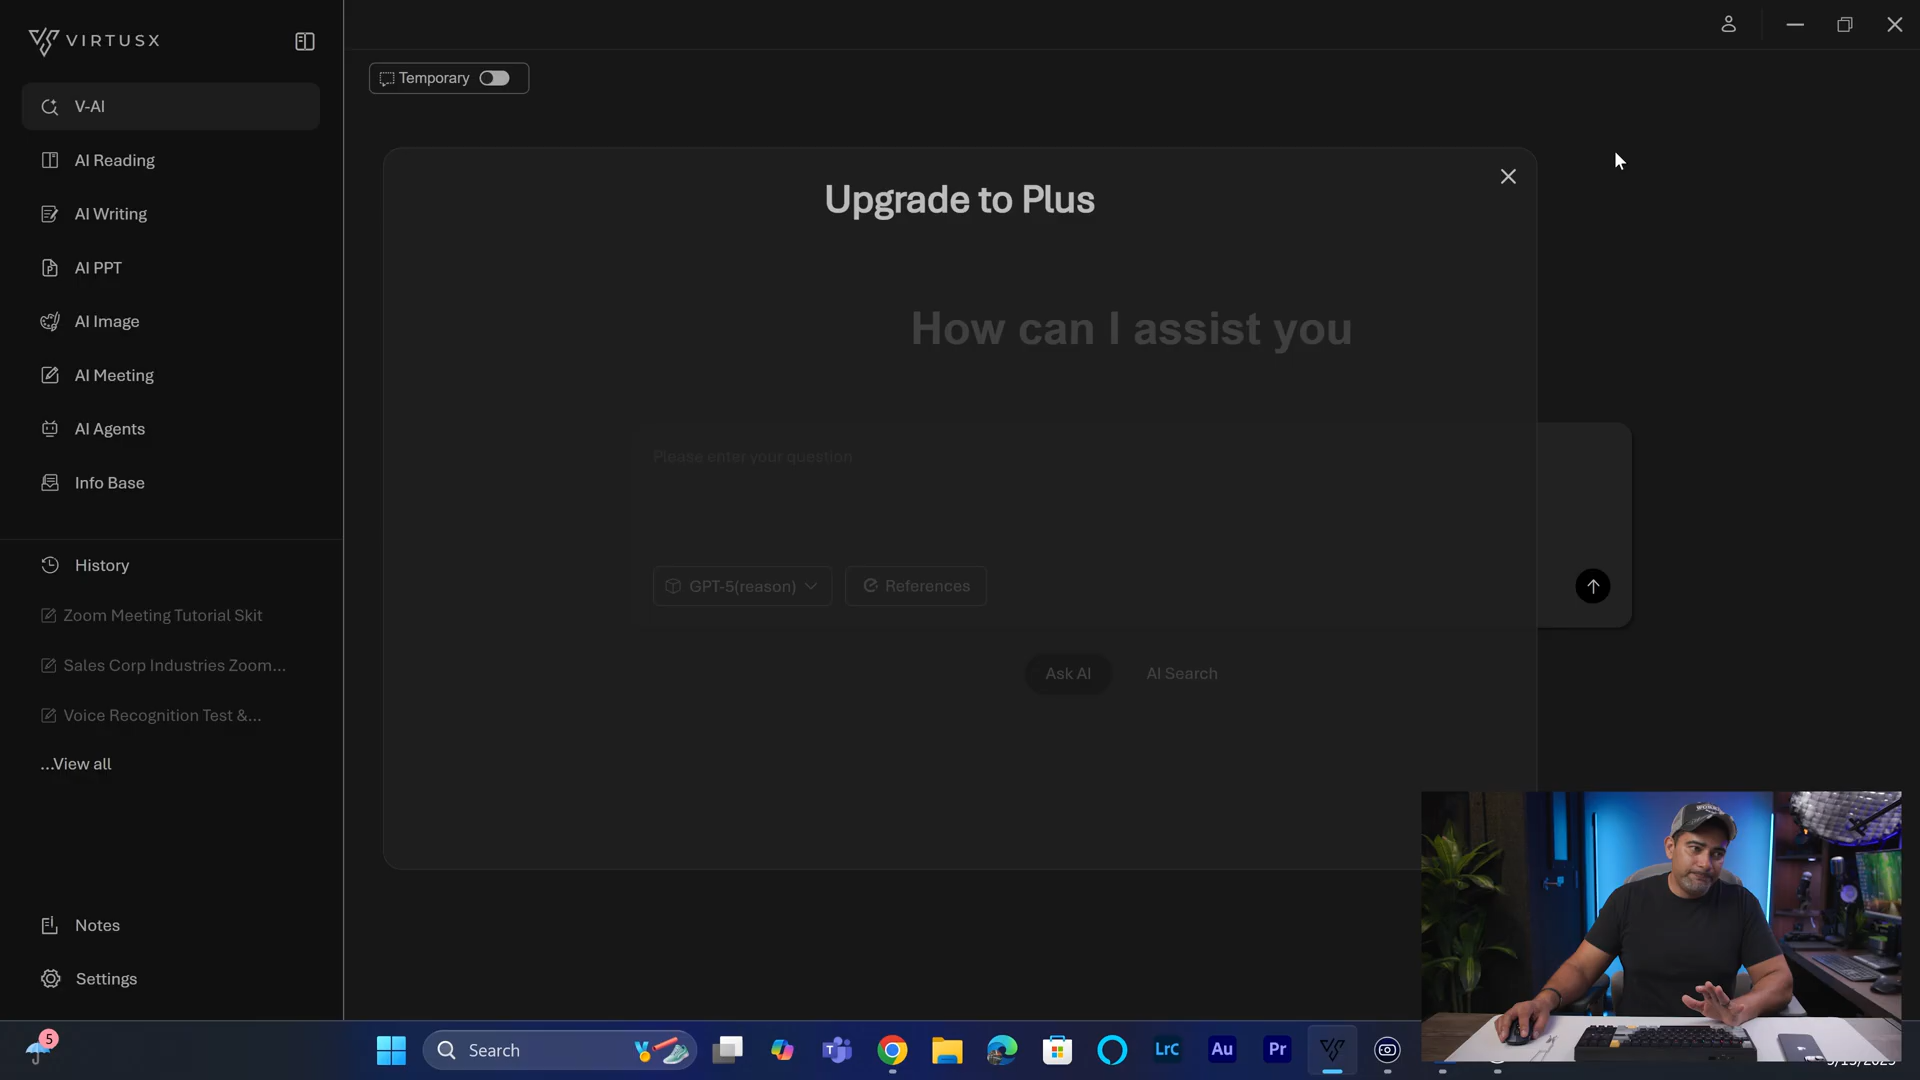 VIRTUSX
Temporary
V-AI
AI Reading
AI Writing
AI PPT
AI Image
AI Meeting
AI Agents
Info Base
History
Zoom Meeting Tutorial Skit
Sales Corp Industries Zoom...
Voice Recognition Test &...
...View all
Notes
Settings
Upgrade to Plus
How can I assist you
Please enter your question
GPT-5(reason)
References
Ask AI
AI Search
5
Search
LrC
Au
Pr